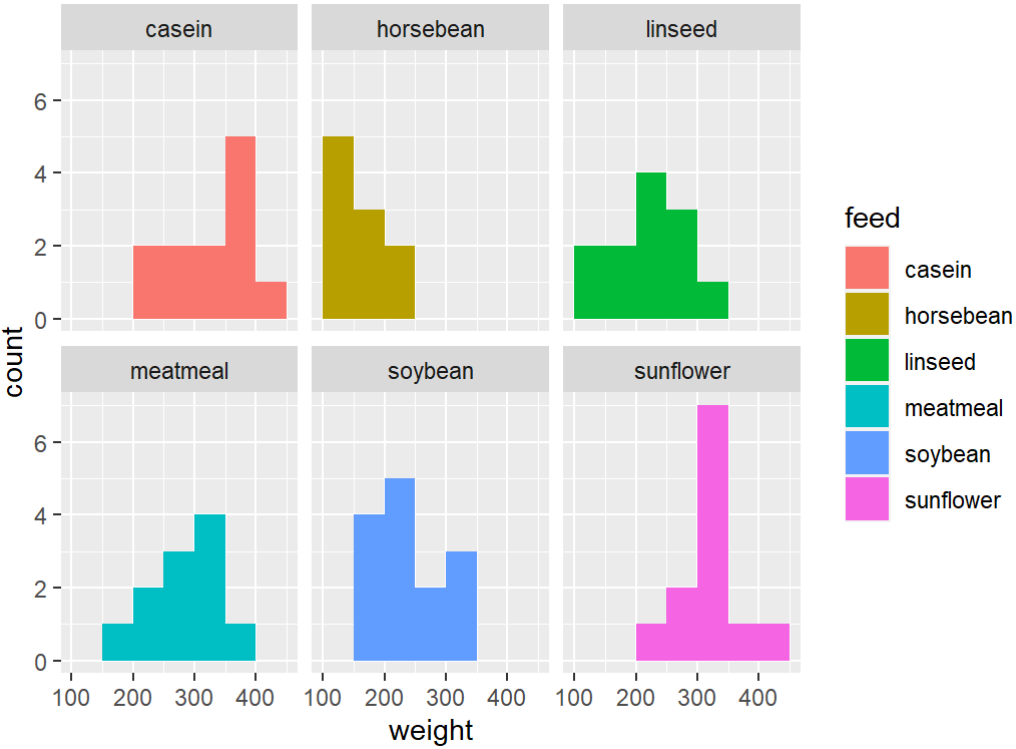 casein
horsebean
linseed
6
4
2
0
count
meatmeal
soybean
sunflower
6
4
2
0
100 200 300 400
100 200 300 400
100 200 300 400
weight
feed
casein
horsebean
linseed
meatmeal
soybean
sunflower